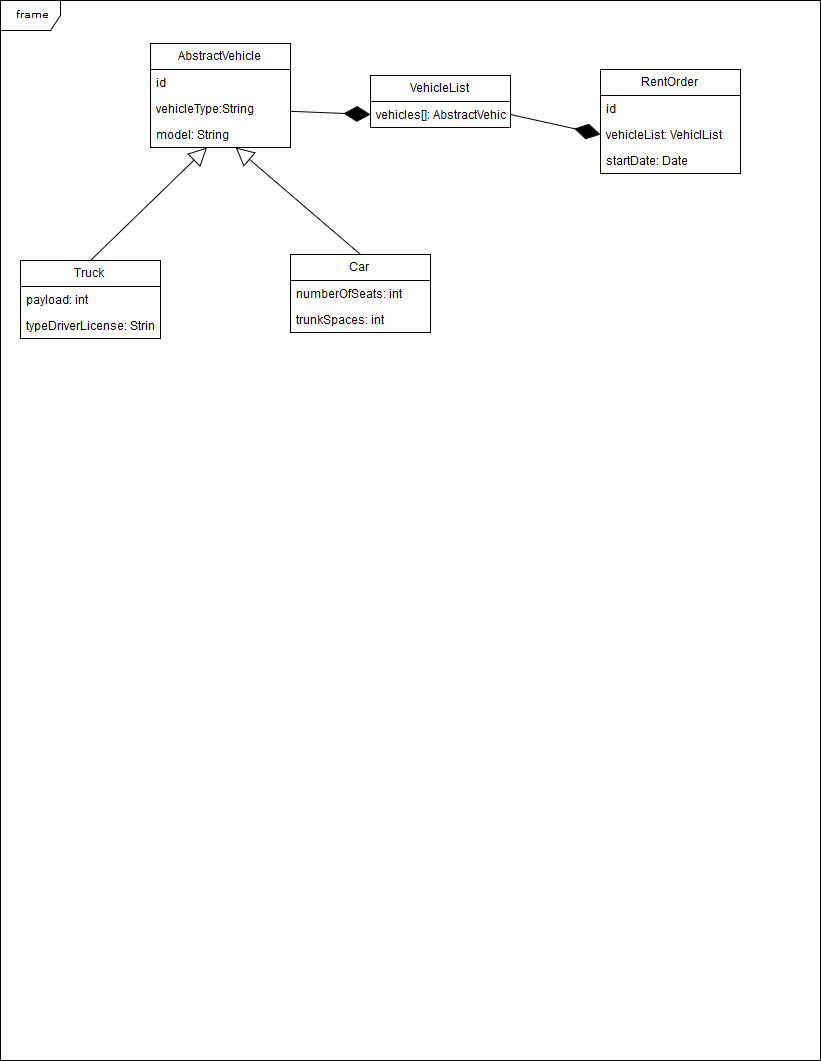 frame
AbstractVehicle
id
vehicleType:String
model: String
VehicleList
vehicles[]: AbstractVehic
RentOrder
id
vehicleList: VehiclList
startDate: Date
Truck
payload: int
typeDriverLicense: Strin
Car
numberOfSeats: int
trunkSpaces: int